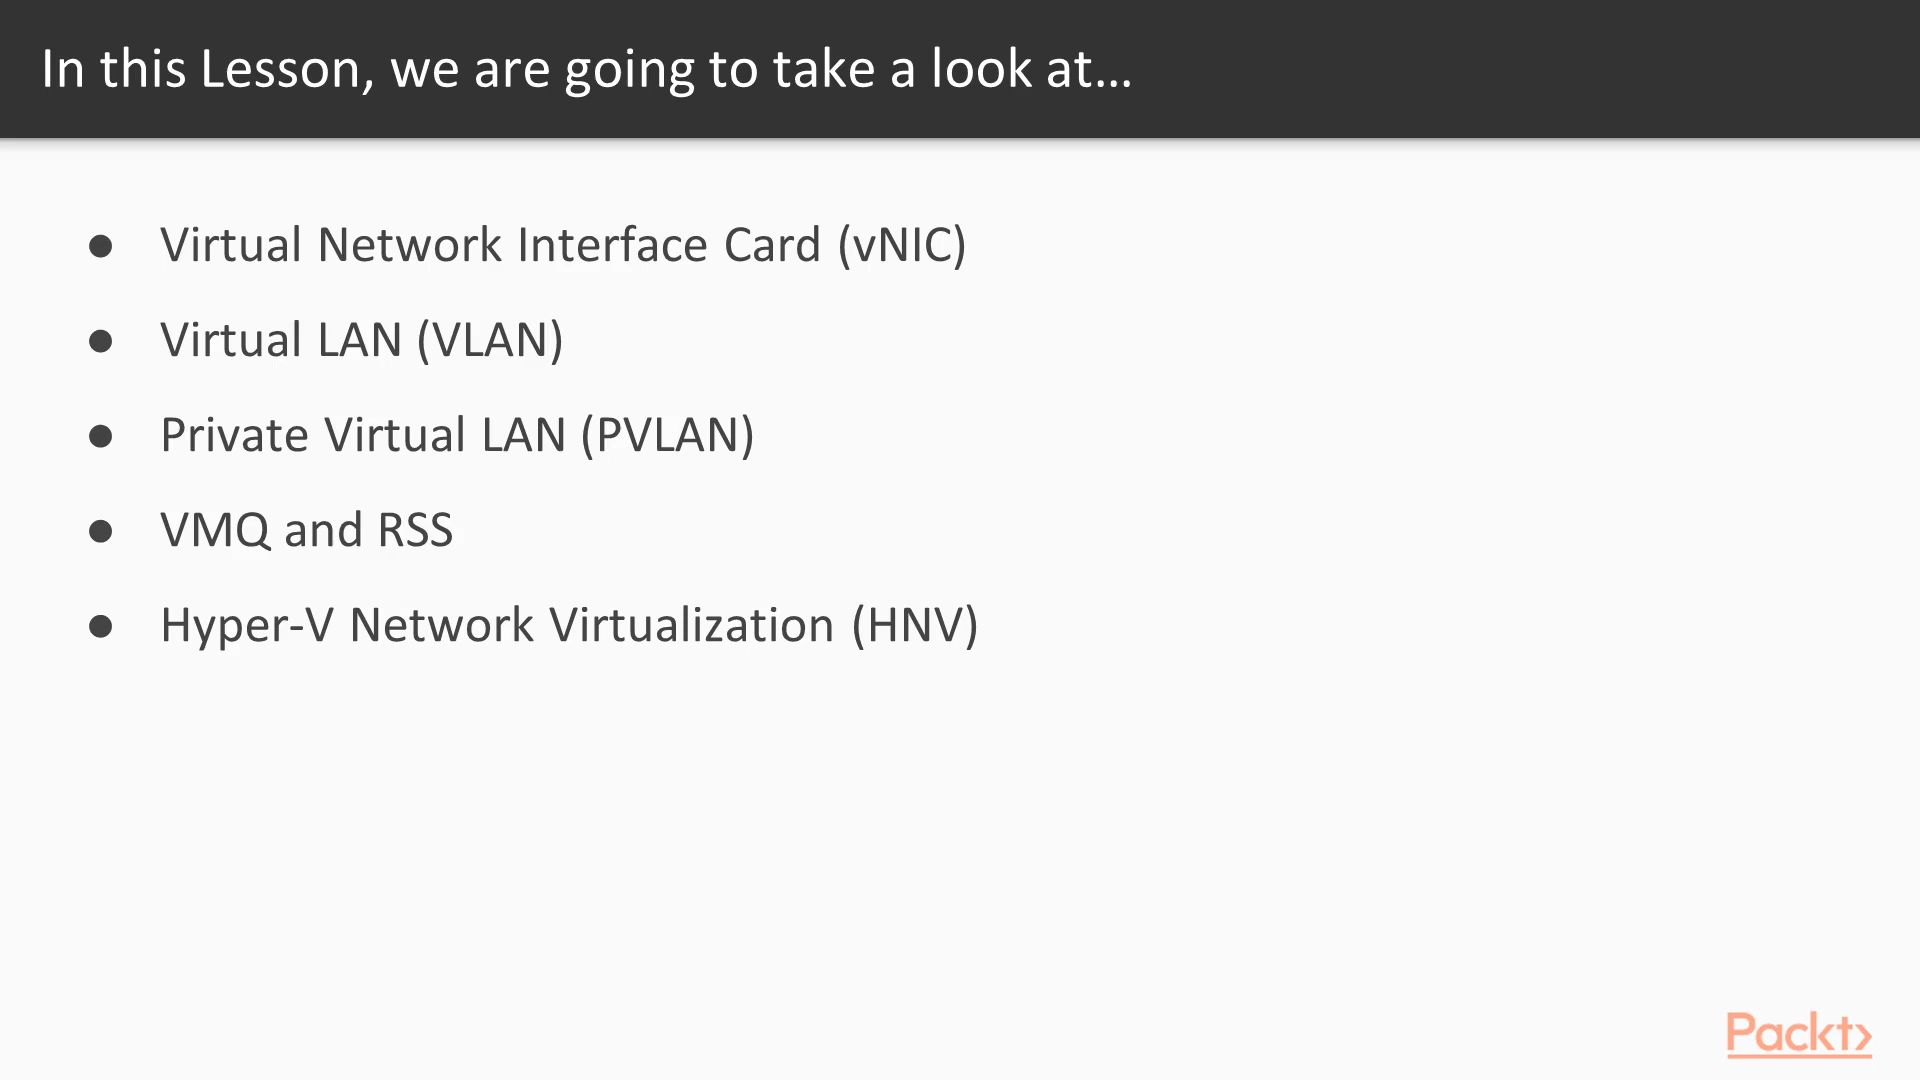 In this Lesson, we are going to take a look at…
● Virtual Network Interface Card (vNIC)
● Virtual LAN (VLAN)
● Private Virtual LAN (PVLAN)
● VMQ and RSS
● Hyper-V Network Virtualization (HNV)
Packt>